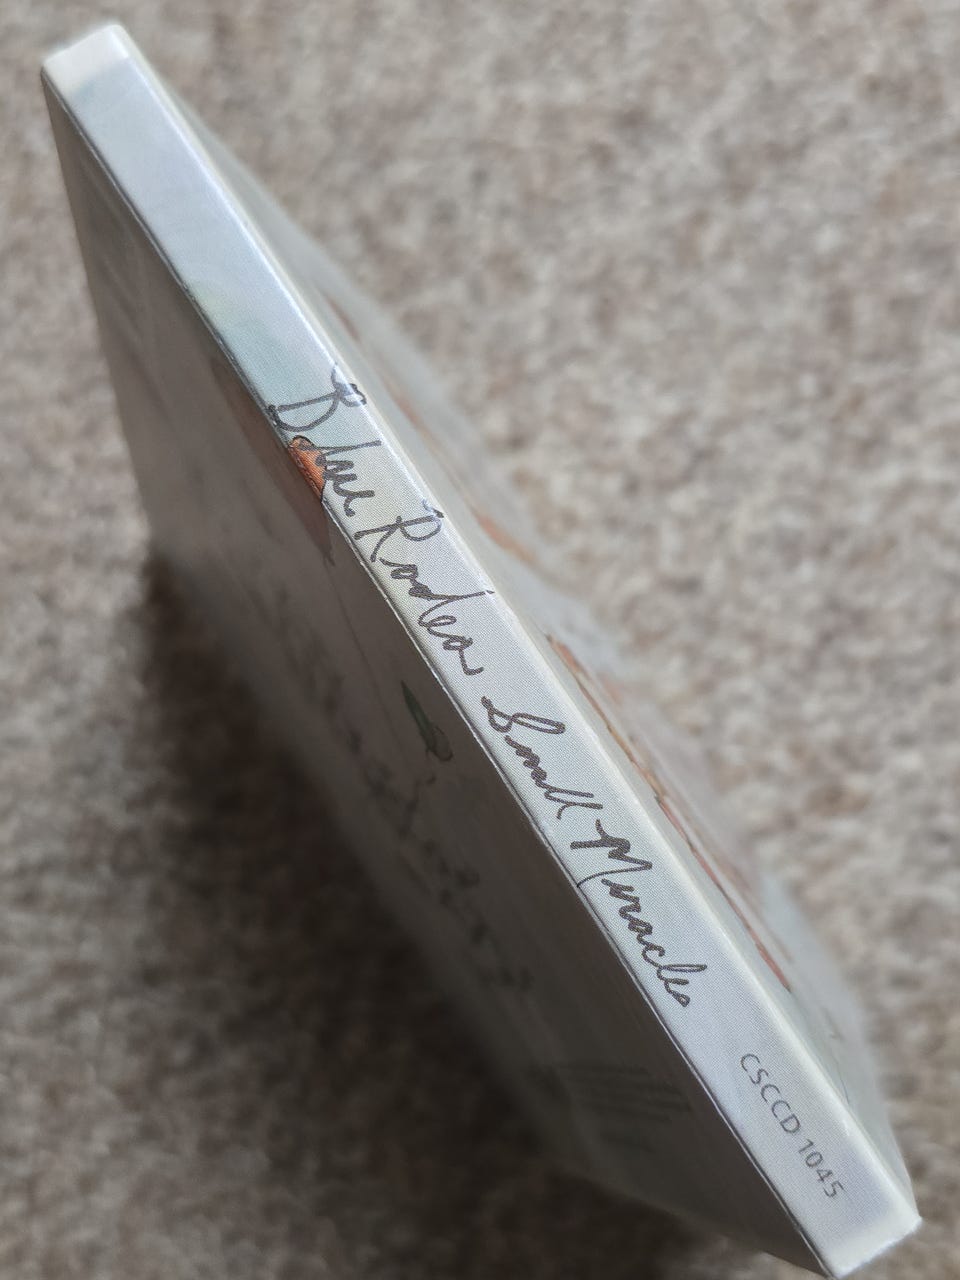 Blue Rodeo Small Miracles
CSCCD 1045